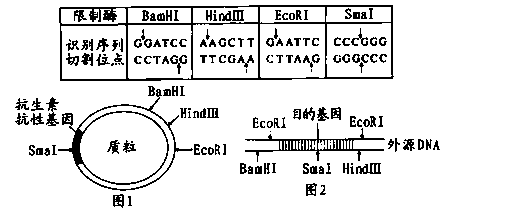 限制酶 BamHI HindIII EcoRI SmaI
识别序列 GGATCC AAGCTT GAATTC CCCGGG
切割位点 CCTAGG TTCGAA CTTAAG GGGCCC
BamHI
抗生素
抗性基因
HindIII
SmaI
质粒
EcoRI
图1
目的基因
EcoRI EcoRI
外源DNA
BamHI SmaI HindIII
图2